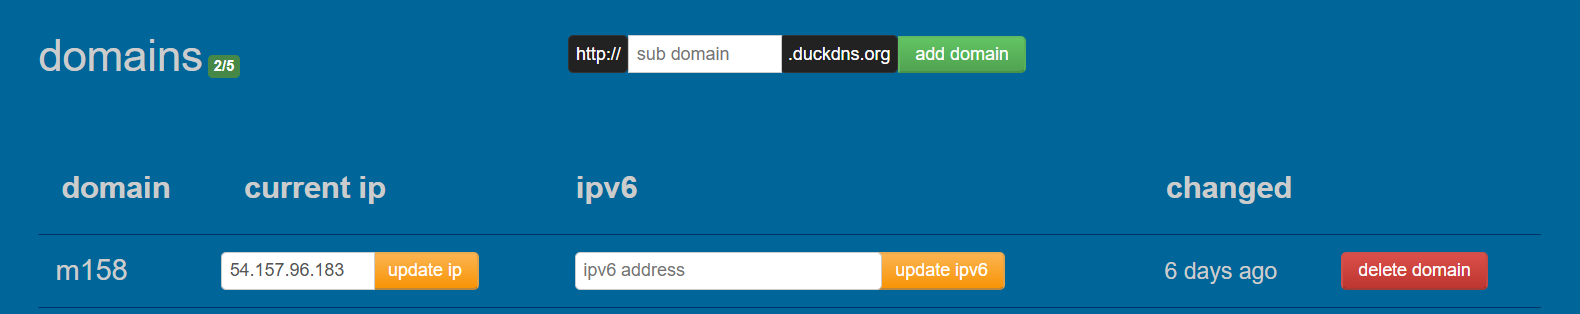 domains 2/5
http:// sub domain .duckdns.org add domain
domain current ip ipv6 changed
m158 54.157.96.183 update ip ipv6 address update ipv6 6 days ago delete domain